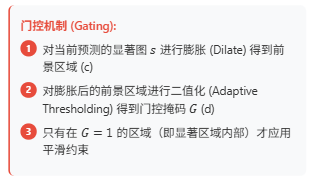 门控机制 (Gating):
1 对当前预测的显著图 s 进行膨胀 (Dilate) 得到前
景区域 (c)
2 对膨胀后的前景区域进行二值化 (Adaptive
Thresholding) 得到门控掩码 G (d)
3 只有在 G = 1 的区域（即显著区域内部）才应用
平滑约束